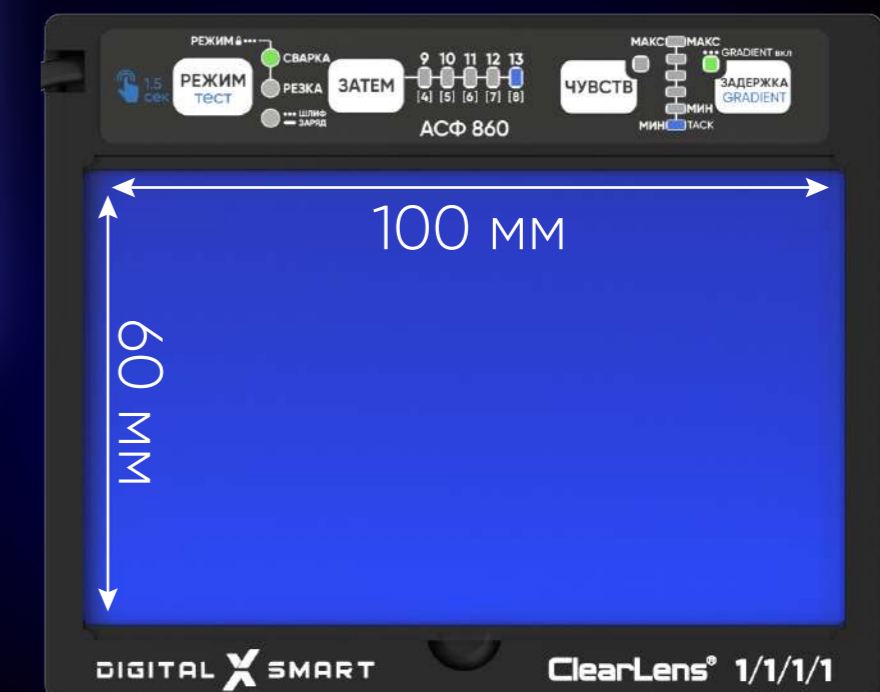 РЕЖИМ
СВАРКА
1.5
сек
РЕЖИМ
тест
РЕЗКА
ШЛИФ
ЗАРЯД
ЗАТЕМ
9 10 11 12 13
[4] [5] [6] [7] [8]
АСФ 860
ЧУВСТВ
МАКС МАКС
GRADIENT вкл
ЗАДЕРЖКА
GRADIENT
МИН
МИН TACK
100 мм
60 мм
DIGITAL X SMART
ClearLens® 1/1/1/1